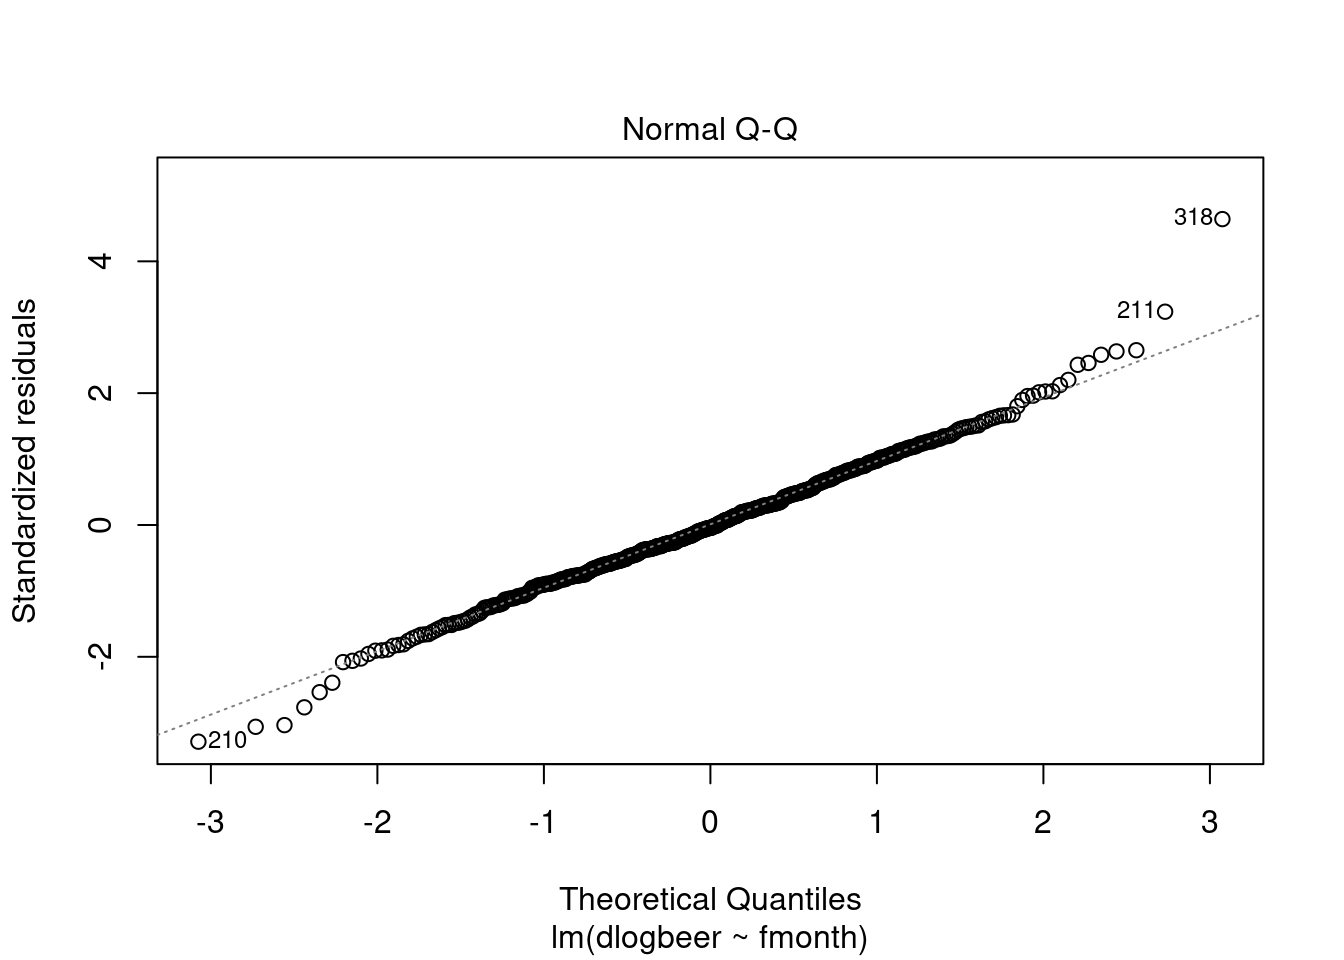 Normal Q-Q
318
4
211
2
Standardized residuals
0
-2
210
-3 -2 -1 0 1 2 3
Theoretical Quantiles
lm(dlogbeer ~ fmonth)